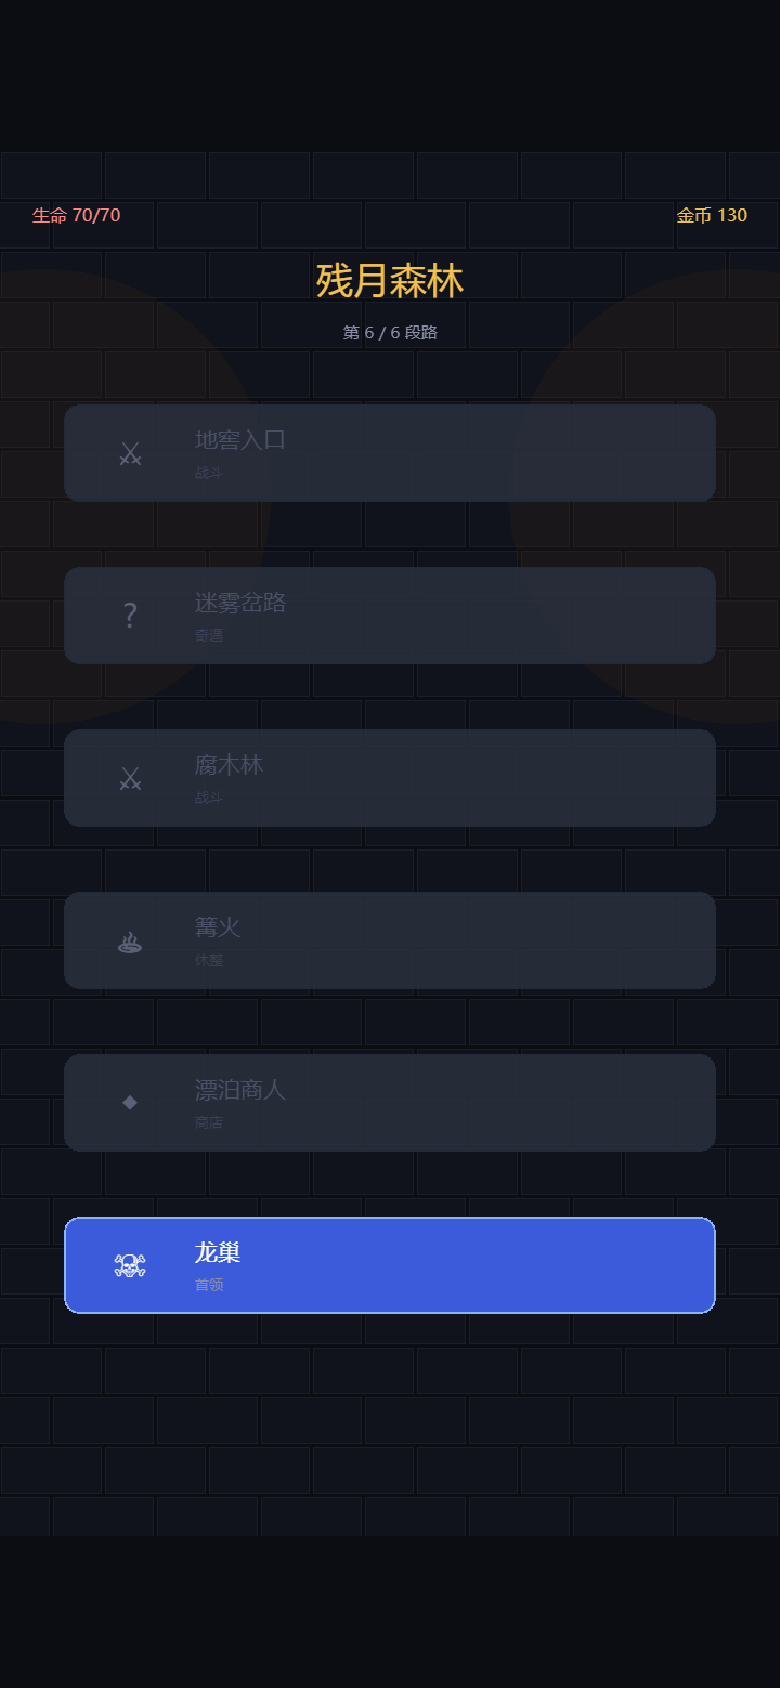 生命 70/70
金币 130
残月森林
第 6 / 6 段路
地窖入口
战斗
?
迷雾岔路
奇遇
腐木林
战斗
篝火
休整
漂泊商人
商店
龙巢
首领